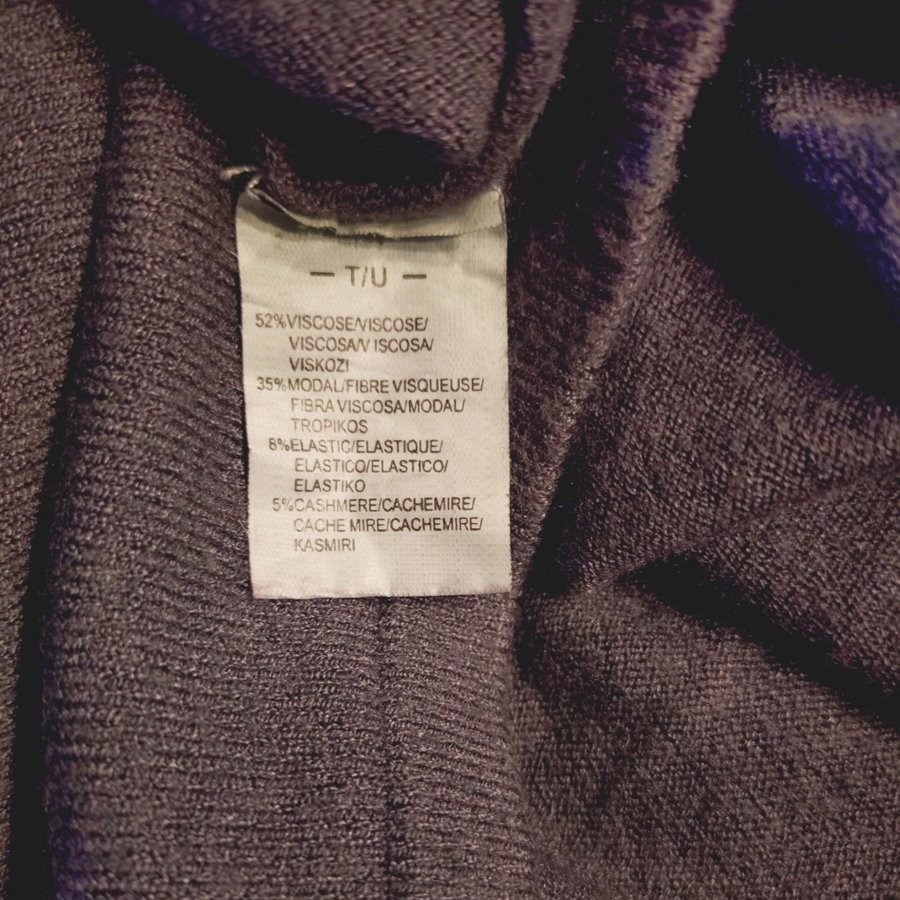 — T/U —
52%VISCOSE/VISCOSE/
VISCOSA/VISCOSA/
VISKOZI
35%MODAL/FIBRE VISQUEUSE/
FIBRA VISCOSA/MODAL/
TROPIKOS
8%ELASTIC/ELASTIQUE/
ELASTICO/ELASTICO/
ELASTIKO
5%CASHMERE/CACHEMIRE/
CACHE MIRE/CACHEMIRE/
KASMIRI